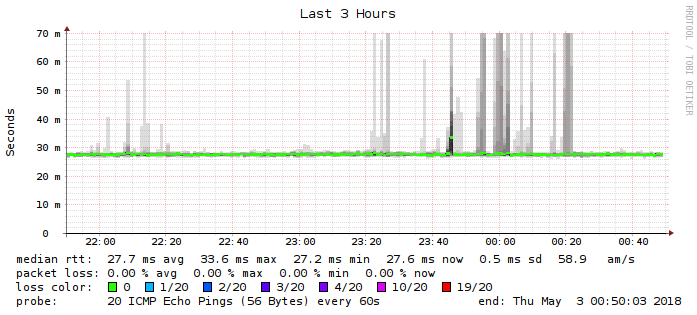 Last 3 Hours
RRDTOOL / TOBI OETIKER
Seconds
70 m
60 m
50 m
40 m
30 m
20 m
10 m
0
22:00 22:20 22:40 23:00 23:20 23:40 00:00 00:20 00:40
median rtt: 27.7 ms avg 33.6 ms max 27.2 ms min 27.6 ms now 0.5 ms sd 58.9 am/s
packet loss: 0.00 % avg 0.00 % max 0.00 % min 0.00 % now
loss color: 0 1/20 2/20 3/20 4/20 10/20 19/20
probe: 20 ICMP Echo Pings (56 Bytes) every 60s end: Thu May 3 00:50:03 2018